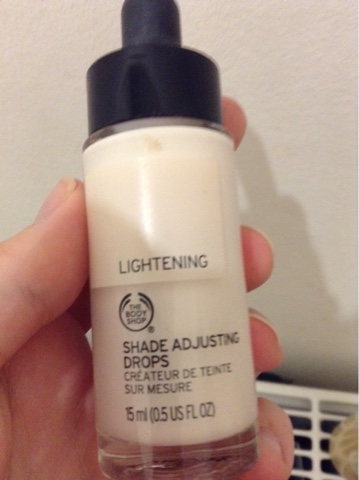 LIGHTENING
THE
BODY
SHOP
®
SHADE ADJUSTING
DROPS
CRÉATEUR DE TEINTE
SUR MESURE
15 ml (0.5 US FL OZ)